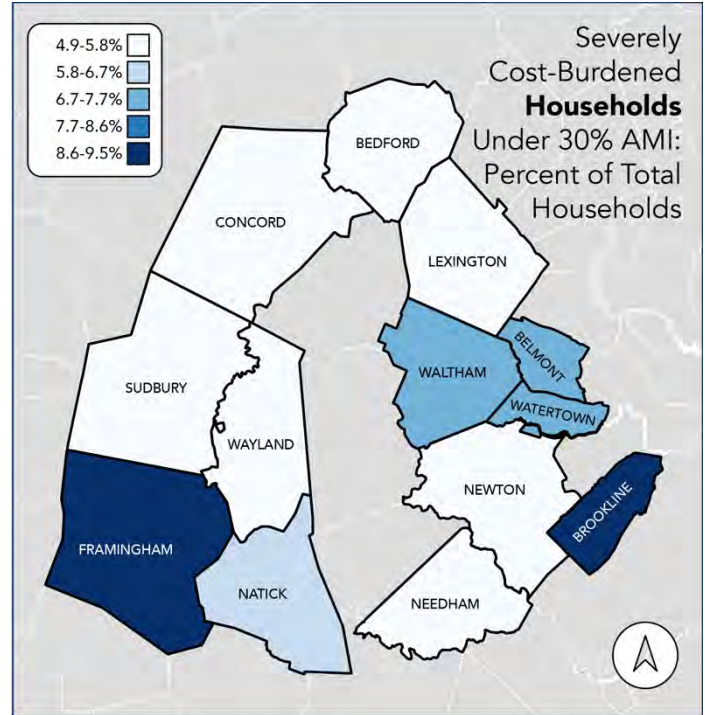 4.9-5.8%
5.8-6.7%
6.7-7.7%
7.7-8.6%
8.6-9.5%
Severely
Cost-Burdened
Households
Under 30% AMI:
Percent of Total
Households
BEDFORD
CONCORD
LEXINGTON
BELMONT
WALTHAM
SUDBURY
WATERTOWN
WAYLAND
NEWTON
BROOKLINE
FRAMINGHAM
NATICK
NEEDHAM